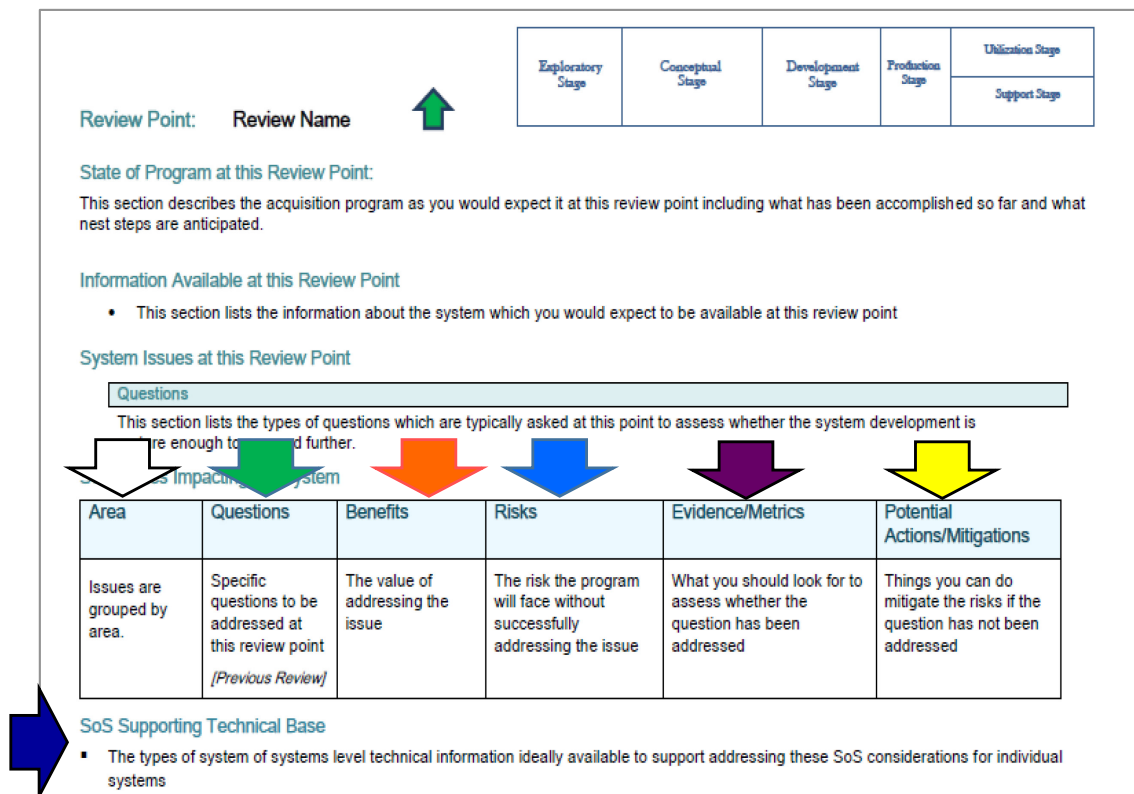 Exploratory Stage
Conceptual Stage
Development Stage
Production Stage
Utilization Stage
Support Stage
Review Point: Review Name
State of Program at this Review Point:
This section describes the acquisition program as you would expect it at this review point including what has been accomplished so far and what
nest steps are anticipated.
Information Available at this Review Point
• This section lists the information about the system which you would expect to be available at this review point
System Issues at this Review Point
Questions
This section lists the types of questions which are typically asked at this point to assess whether the system development is
enough to further.
Impacting System
Area
Questions
Benefits
Risks
Evidence/Metrics
Potential
Actions/Mitigations
Issues are
grouped by
area.
Specific
questions to be
addressed at
this review point
[Previous Review]
The value of
addressing the
issue
The risk the program
will face without
successfully
addressing the issue
What you should look for to
assess whether the
question has been
addressed
Things you can do
mitigate the risks if the
question has not been
addressed
SoS Supporting Technical Base
▪ The types of system of systems level technical information ideally available to support addressing these SoS considerations for individual
systems